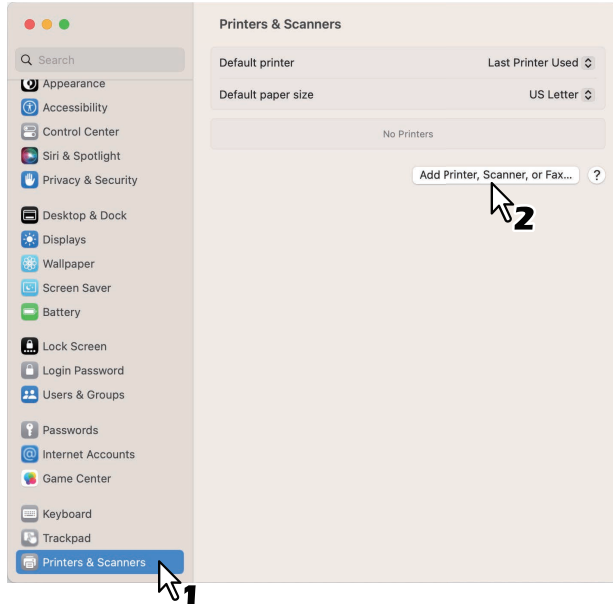 Printers & Scanners
Search
Default printer
Last Printer Used
Default paper size
US Letter
No Printers
Add Printer, Scanner, or Fax...
?
2
Appearance
Accessibility
Control Center
Siri & Spotlight
Privacy & Security
Desktop & Dock
Displays
Wallpaper
Screen Saver
Battery
Lock Screen
Login Password
Users & Groups
Passwords
Internet Accounts
Game Center
Keyboard
Trackpad
Printers & Scanners
1